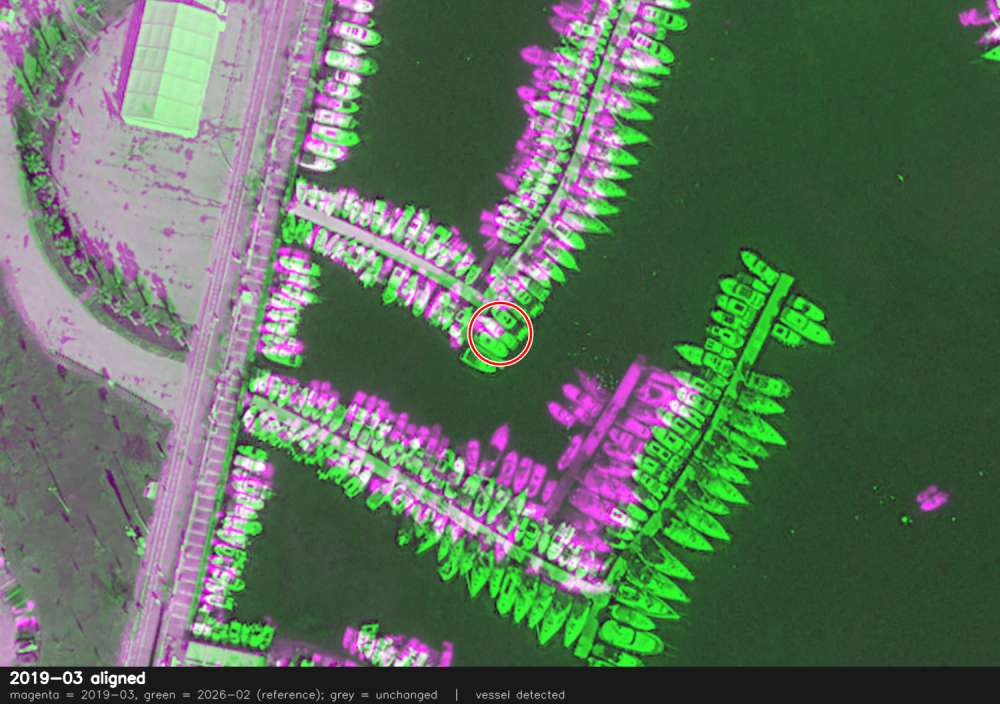 2019-03 aligned
magenta = 2019-03, green = 2026-02 (reference); grey = unchanged | vessel detected